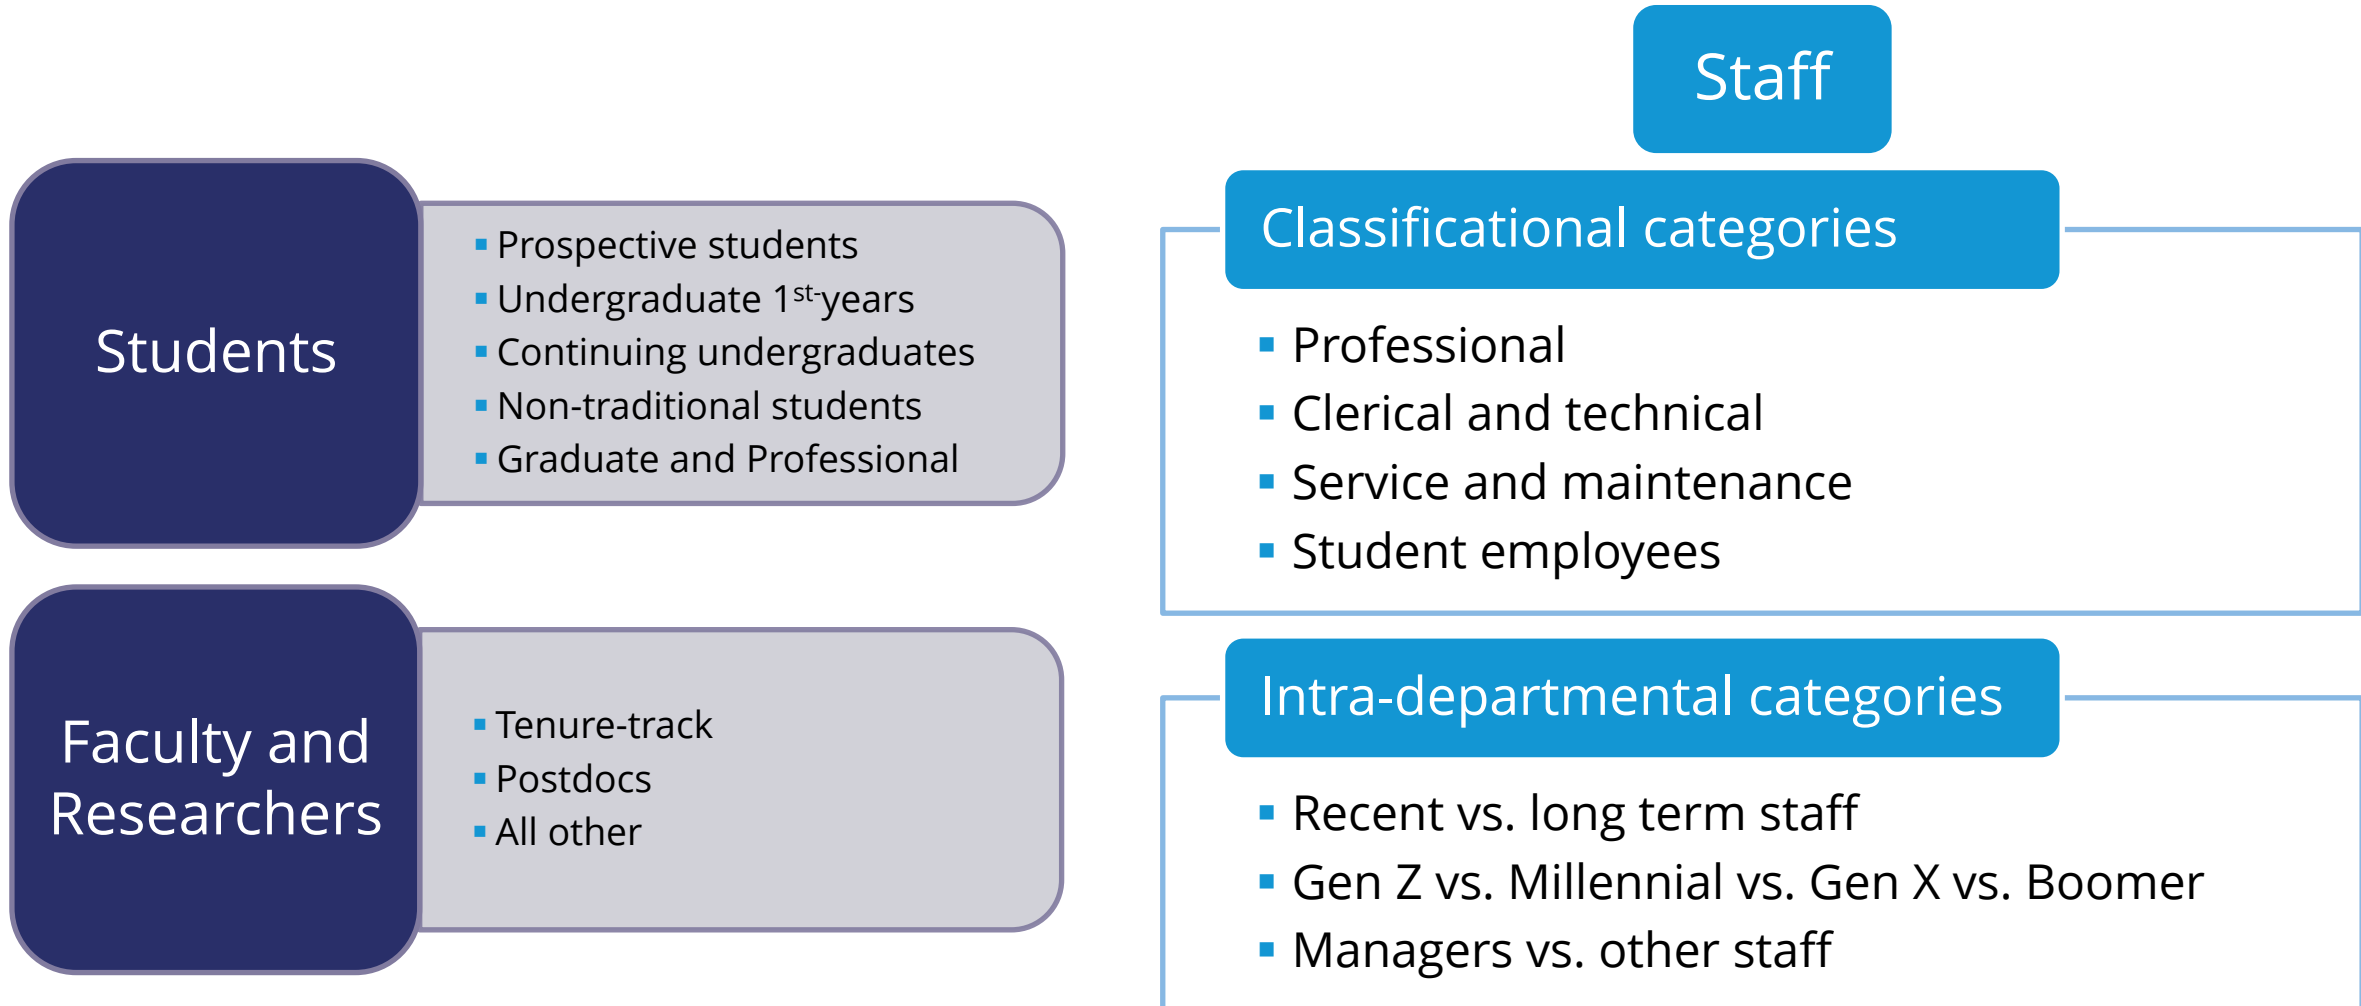 Students
Prospective students
Undergraduate 1st-years
Continuing undergraduates
Non-traditional students
Graduate and Professional
Faculty and
Researchers
Tenure-track
Postdocs
All other
Staff
Classificational categories
Professional
Clerical and technical
Service and maintenance
Student employees
Intra-departmental categories
Recent vs. long term staff
Gen Z vs. Millennial vs. Gen X vs. Boomer
Managers vs. other staff